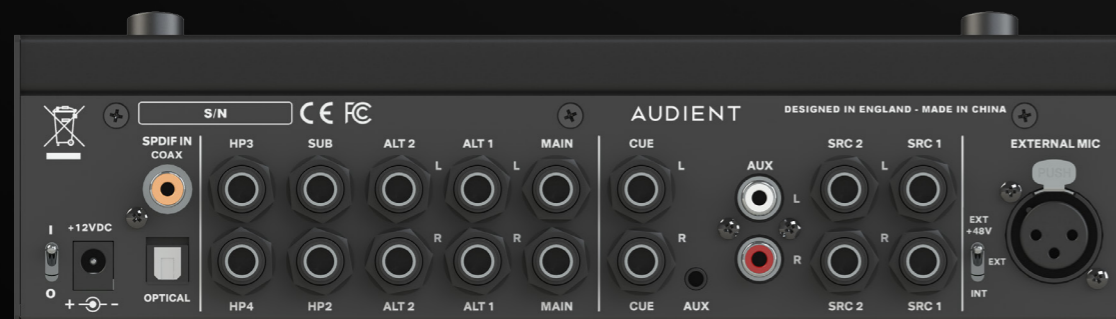 S/N
CE FC
AUDIENT
DESIGNED IN ENGLAND - MADE IN CHINA
SPDIF IN
COAX
HP3 SUB ALT 2 ALT 1 MAIN CUE AUX SRC 2 SRC 1 EXTERNAL MIC
PUSH
L L L L L
I +12VDC
R R R R R
EXT
+48V
EXT
INT
O + -
OPTICAL
HP4 HP2 ALT 2 ALT 1 MAIN CUE AUX SRC 2 SRC 1